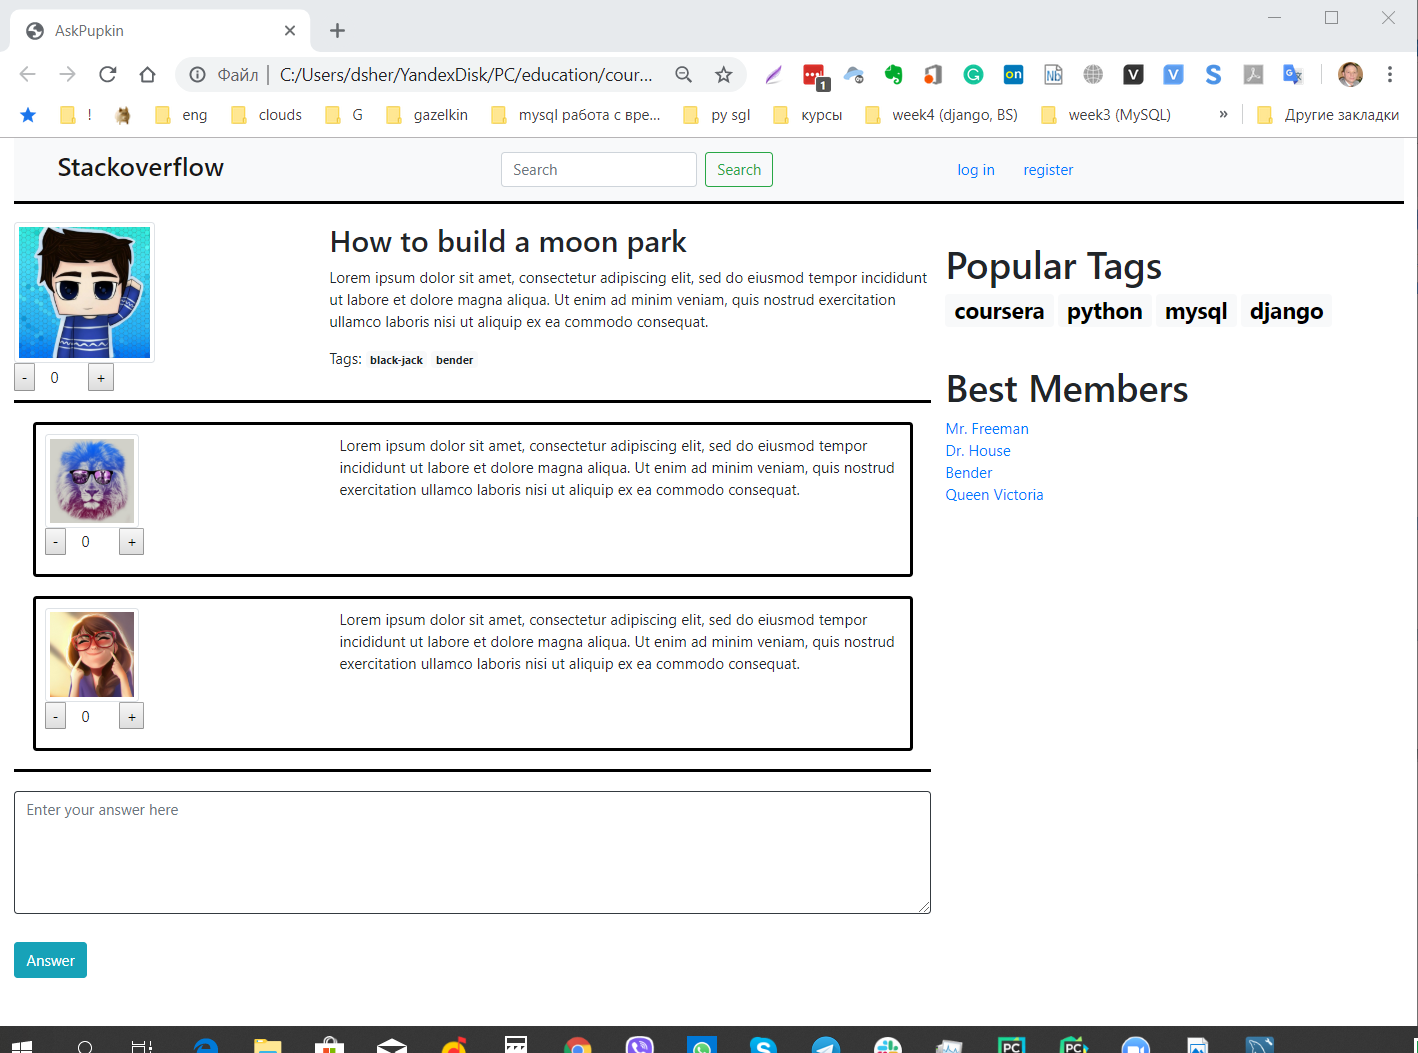 AskPupkin
Файл | C:/Users/dsher/YandexDisk/PC/education/cour...
1
on
Nb
V
V
S
G
! eng clouds G gazelkin mysql работа с вре... py sgl курсы week4 (django, BS) week3 (MySQL) » Другие закладки
Stackoverflow
Search
Search
log in register
How to build a moon park
Lorem ipsum dolor sit amet, consectetur adipiscing elit, sed do eiusmod tempor incididunt
ut labore et dolore magna aliqua. Ut enim ad minim veniam, quis nostrud exercitation
ullamco laboris nisi ut aliquip ex ea commodo consequat.
Tags: black-jack bender
- 0 +
Lorem ipsum dolor sit amet, consectetur adipiscing elit, sed do eiusmod tempor
incididunt ut labore et dolore magna aliqua. Ut enim ad minim veniam, quis nostrud
exercitation ullamco laboris nisi ut aliquip ex ea commodo consequat.
- 0 +
Lorem ipsum dolor sit amet, consectetur adipiscing elit, sed do eiusmod tempor
incididunt ut labore et dolore magna aliqua. Ut enim ad minim veniam, quis nostrud
exercitation ullamco laboris nisi ut aliquip ex ea commodo consequat.
- 0 +
Enter your answer here
Answer
Popular Tags
coursera python mysql django
Best Members
Mr. Freeman
Dr. House
Bender
Queen Victoria
PC
PC